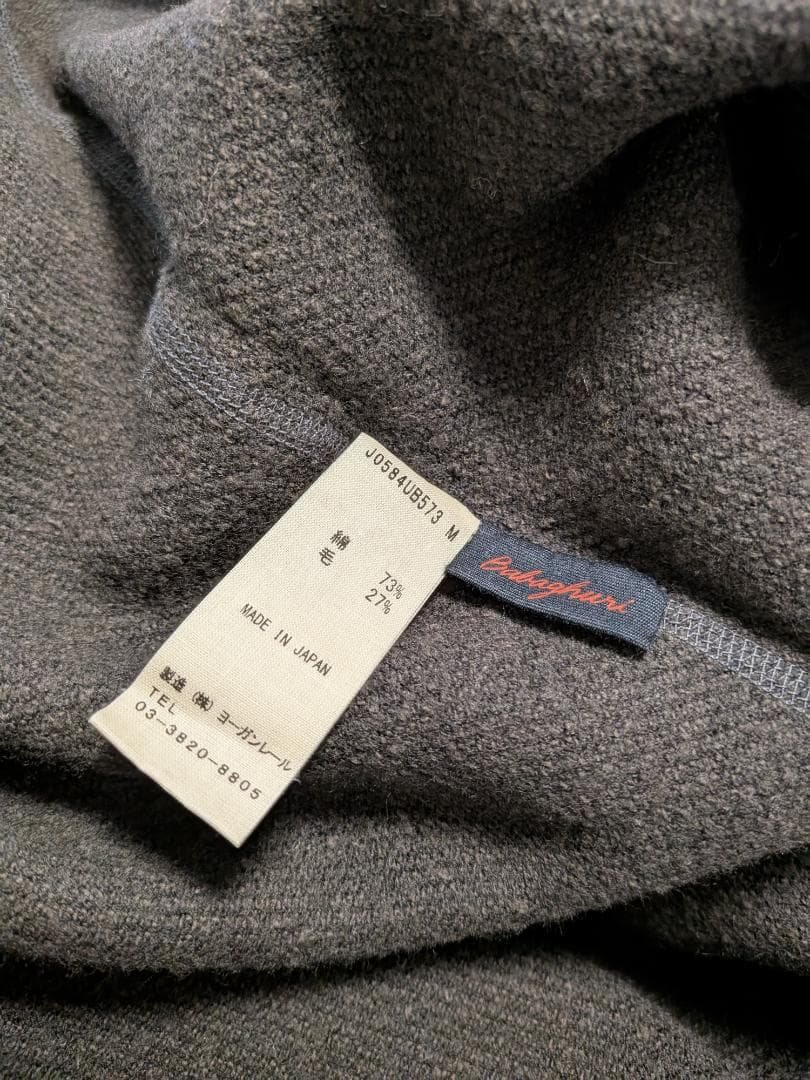 J0584UB573 M
綿 73%
毛 27%
MADE IN JAPAN
製造 (株) ヨーガンレール
TEL
03-3820-8805
Babaghuri